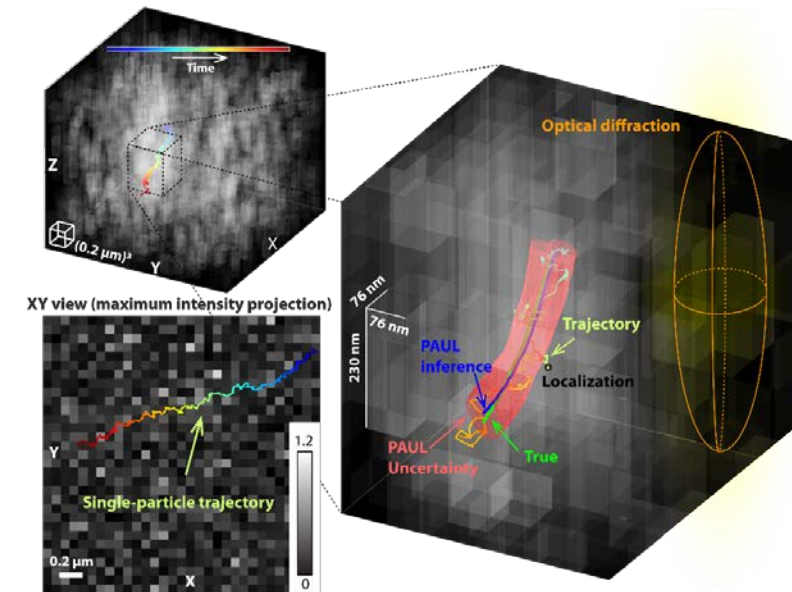 Time
Z
(0.2 µm)³
Y
X
XY view (maximum intensity projection)
Y
Single-particle trajectory
0.2 µm
X
1.2
0
Optical diffraction
76 nm
76 nm
230 nm
Trajectory
PAUL
inference
Localization
PAUL
Uncertainty
True